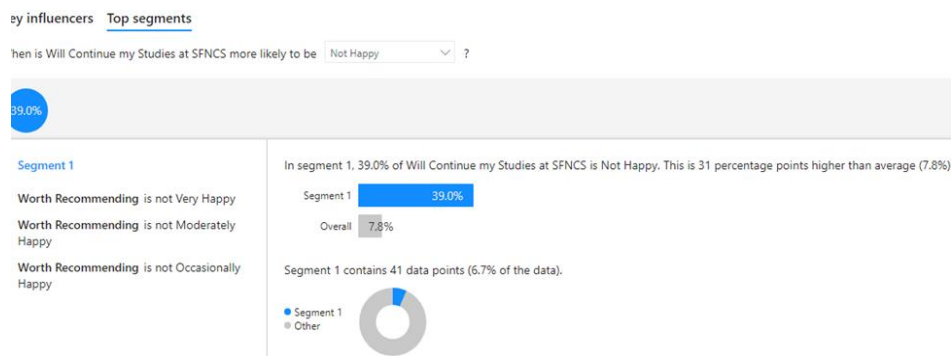 ey influencers Top segments
hen is Will Continue my Studies at SFNCS more likely to be Not Happy ?
39.0%
Segment 1
Worth Recommending is not Very Happy
Worth Recommending is not Moderately
Happy
Worth Recommending is not Occasionally
Happy
In segment 1, 39.0% of Will Continue my Studies at SFNCS is Not Happy. This is 31 percentage points higher than average (7.8%)
Segment 1 39.0%
Overall 7.8%
Segment 1 contains 41 data points (6.7% of the data).
Segment 1
Other